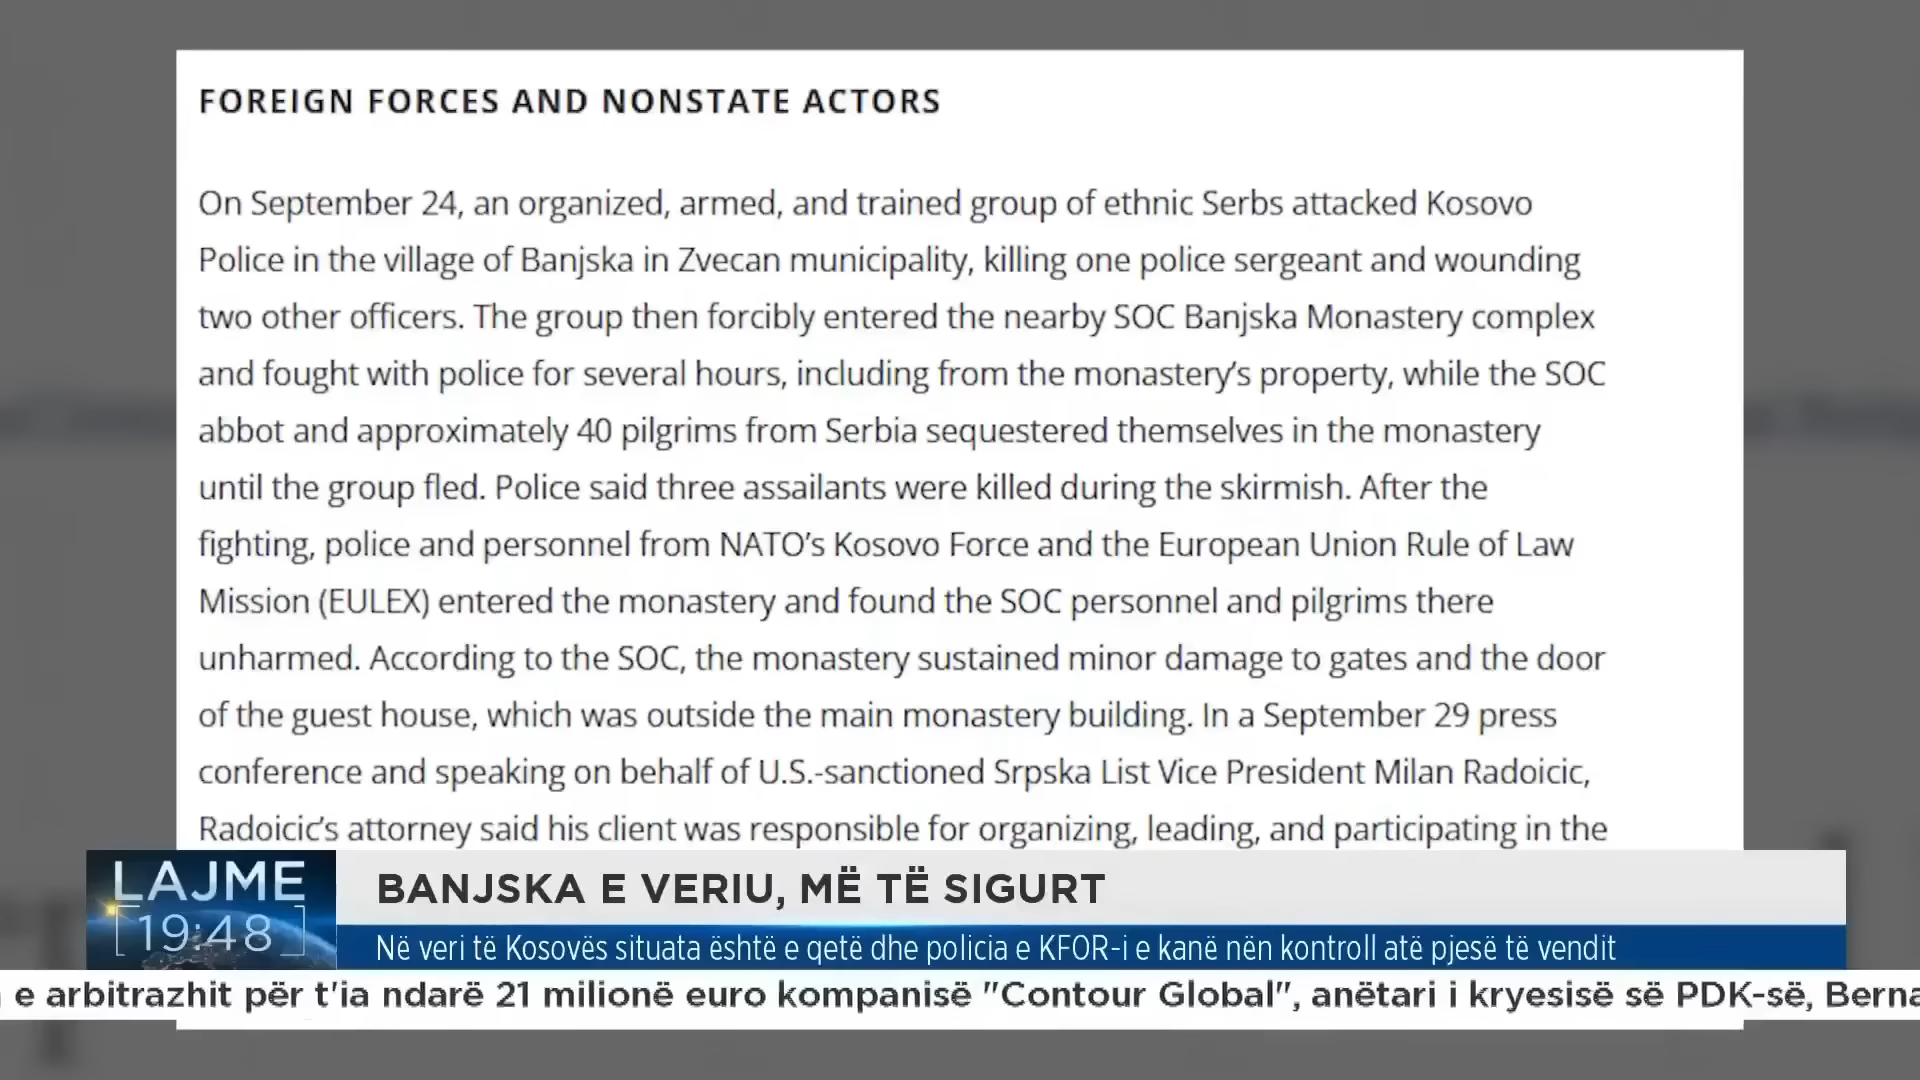 FOREIGN FORCES AND NONSTATE ACTORS
On September 24, an organized, armed, and trained group of ethnic Serbs attacked Kosovo
Police in the village of Banjska in Zvecan municipality, killing one police sergeant and wounding
two other officers. The group then forcibly entered the nearby SOC Banjska Monastery complex
and fought with police for several hours, including from the monastery’s property, while the SOC
abbot and approximately 40 pilgrims from Serbia sequestered themselves in the monastery
until the group fled. Police said three assailants were killed during the skirmish. After the
fighting, police and personnel from NATO’s Kosovo Force and the European Union Rule of Law
Mission (EULEX) entered the monastery and found the SOC personnel and pilgrims there
unharmed. According to the SOC, the monastery sustained minor damage to gates and the door
of the guest house, which was outside the main monastery building. In a September 29 press
conference and speaking on behalf of U.S.-sanctioned Srpska List Vice President Milan Radoicic,
Radoicic’s attorney said his client was responsible for organizing, leading, and participating in the
LAJME
19:48
BANJSKA E VERIU, MË TË SIGURT
Në veri të Kosovës situata është e qetë dhe policia e KFOR-i e kanë nën kontroll atë pjesë të vendit
e arbitrazhit për t'ia ndarë 21 milionë euro kompanisë "Contour Global", anëtari i kryesisë së PDK-së, Berna